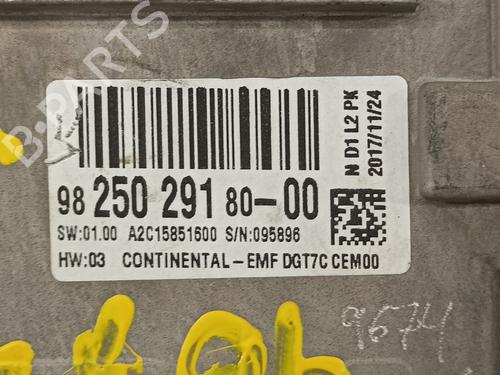 B-PARTS
98 250 291 80-00
SW:01.00 A2C15851600 S/N:095896
HW:03 CONTINENTAL-EMF DGT7C CEM00
N D1 L2 PK
2017/11/24
9674